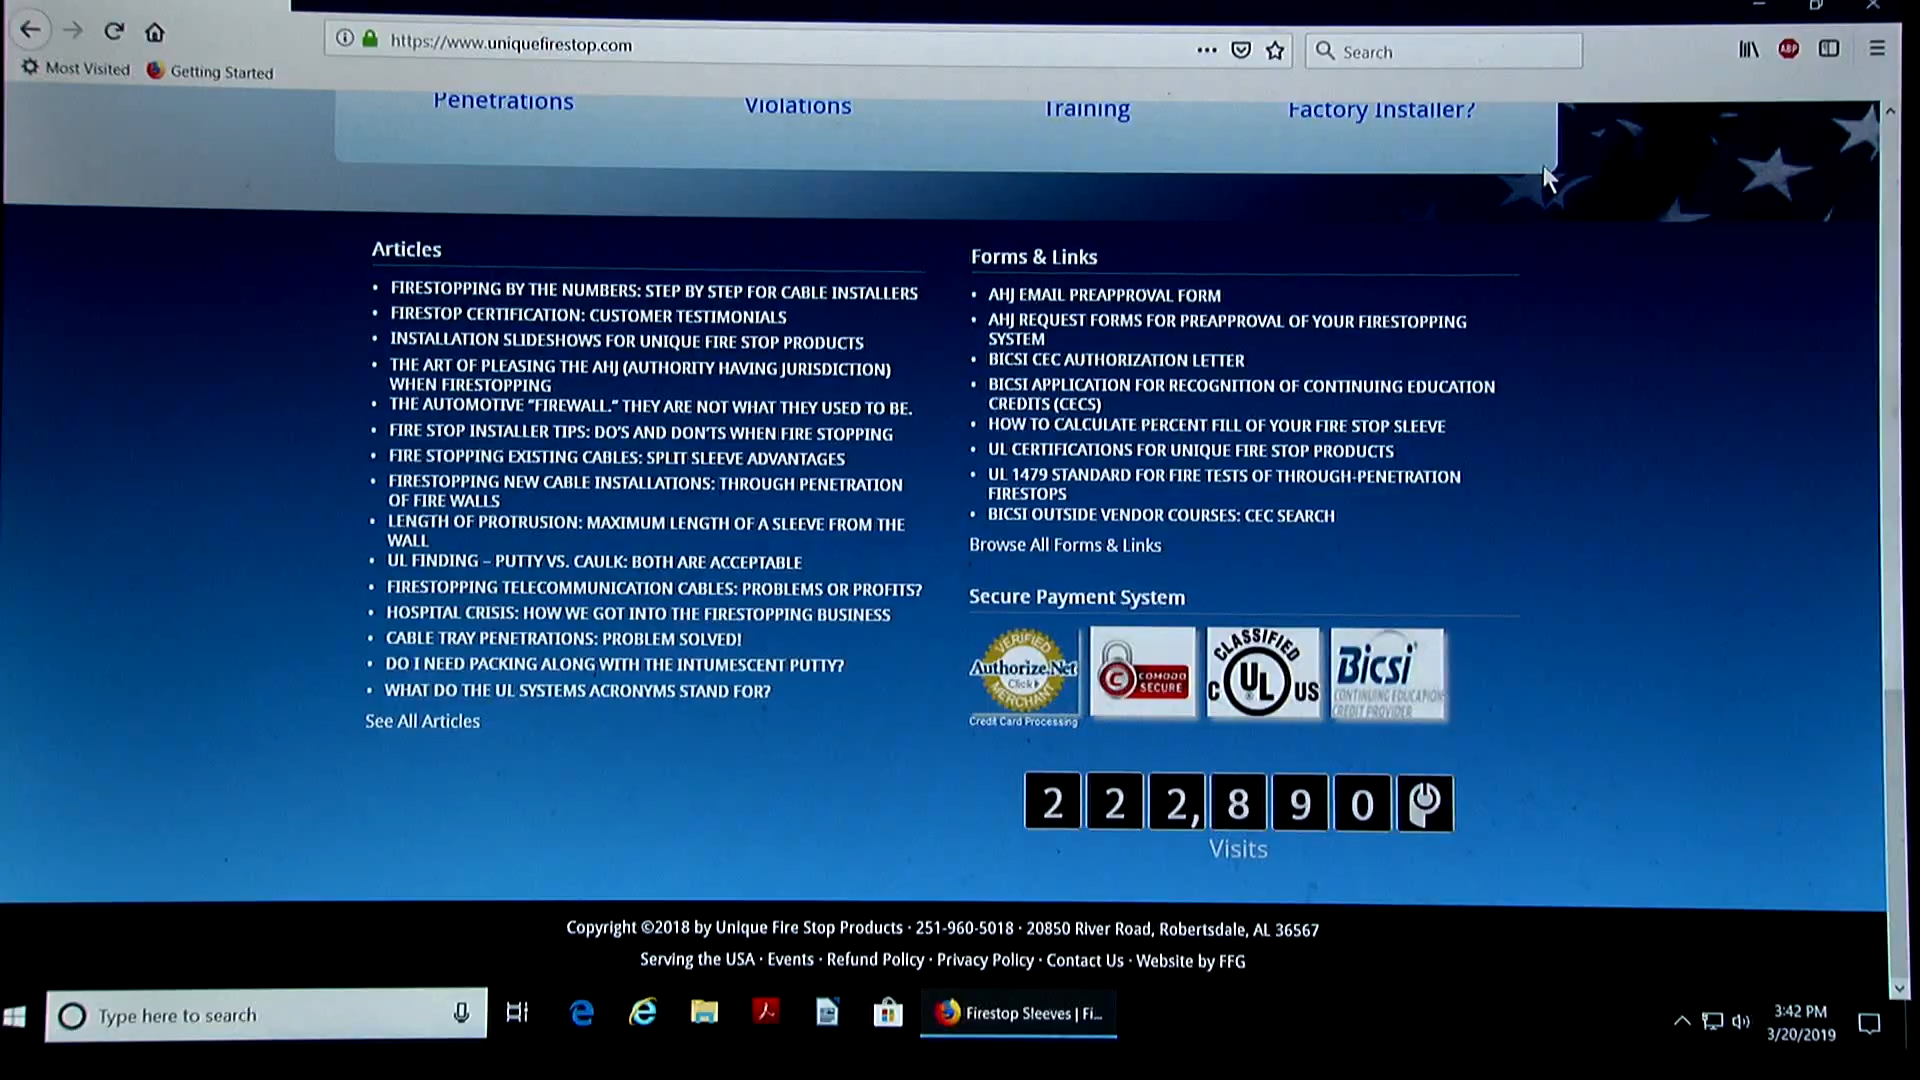 https://www.uniquefirestop.com
Search
ABP
Most Visited
Getting Started
Penetrations
Violations
Training
Factory Installer?
Articles
• FIRESTOPPING BY THE NUMBERS: STEP BY STEP FOR CABLE INSTALLERS
• FIRESTOP CERTIFICATION: CUSTOMER TESTIMONIALS
• INSTALLATION SLIDESHOWS FOR UNIQUE FIRE STOP PRODUCTS
• THE ART OF PLEASING THE AHJ (AUTHORITY HAVING JURISDICTION)
WHEN FIRESTOPPING
• THE AUTOMOTIVE “FIREWALL.” THEY ARE NOT WHAT THEY USED TO BE.
• FIRE STOP INSTALLER TIPS: DO'S AND DON'TS WHEN FIRE STOPPING
• FIRE STOPPING EXISTING CABLES: SPLIT SLEEVE ADVANTAGES
• FIRESTOPPING NEW CABLE INSTALLATIONS: THROUGH PENETRATION
OF FIRE WALLS
• LENGTH OF PROTRUSION: MAXIMUM LENGTH OF A SLEEVE FROM THE
WALL
• UL FINDING – PUTTY VS. CAULK: BOTH ARE ACCEPTABLE
• FIRESTOPPING TELECOMMUNICATION CABLES: PROBLEMS OR PROFITS?
• HOSPITAL CRISIS: HOW WE GOT INTO THE FIRESTOPPING BUSINESS
• CABLE TRAY PENETRATIONS: PROBLEM SOLVED!
• DO I NEED PACKING ALONG WITH THE INTUMESCENT PUTTY?
• WHAT DO THE UL SYSTEMS ACRONYMS STAND FOR?
See All Articles
Forms & Links
• AHJ EMAIL PREAPPROVAL FORM
• AHJ REQUEST FORMS FOR PREAPPROVAL OF YOUR FIRESTOPPING
SYSTEM
• BICSI CEC AUTHORIZATION LETTER
• BICSI APPLICATION FOR RECOGNITION OF CONTINUING EDUCATION
CREDITS (CECS)
• HOW TO CALCULATE PERCENT FILL OF YOUR FIRE STOP SLEEVE
• UL CERTIFICATIONS FOR UNIQUE FIRE STOP PRODUCTS
• UL 1479 STANDARD FOR FIRE TESTS OF THROUGH-PENETRATION
FIRESTOPS
• BICSI OUTSIDE VENDOR COURSES: CEC SEARCH
Browse All Forms & Links
Secure Payment System
VERIFIED
Authorize.Net
Click
MERCHANT
Credit Card Processing
C COMODO
SECURE
CLASSIFIED
C UL US
Bicsi
CONTINUING EDUCATION
CREDIT PROVIDER
222,890
Visits
Copyright ©2018 by Unique Fire Stop Products · 251-960-5018 · 20850 River Road, Robertsdale, AL 36567
Serving the USA · Events · Refund Policy · Privacy Policy · Contact Us · Website by FFG
Type here to search
Firestop Sleeves | Fi...
3:42 PM
3/20/2019